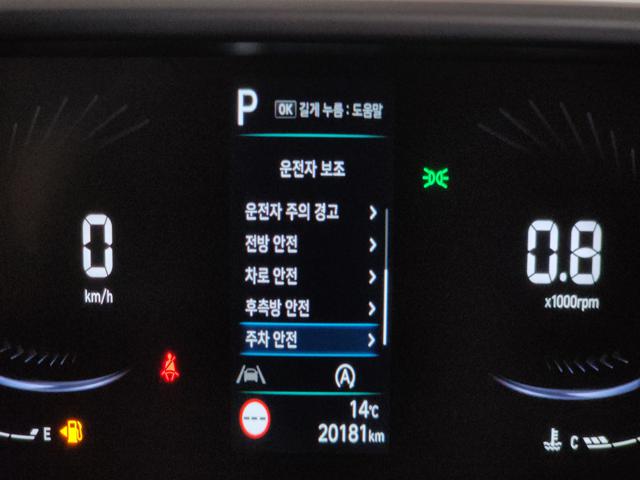 P OK 길게 누름 : 도움말
운전자 보조
운전자 주의 경고
전방 안전
차로 안전
후측방 안전
주차 안전
0
km/h
0.8
x1000rpm
A
14℃
20181 km
E
C